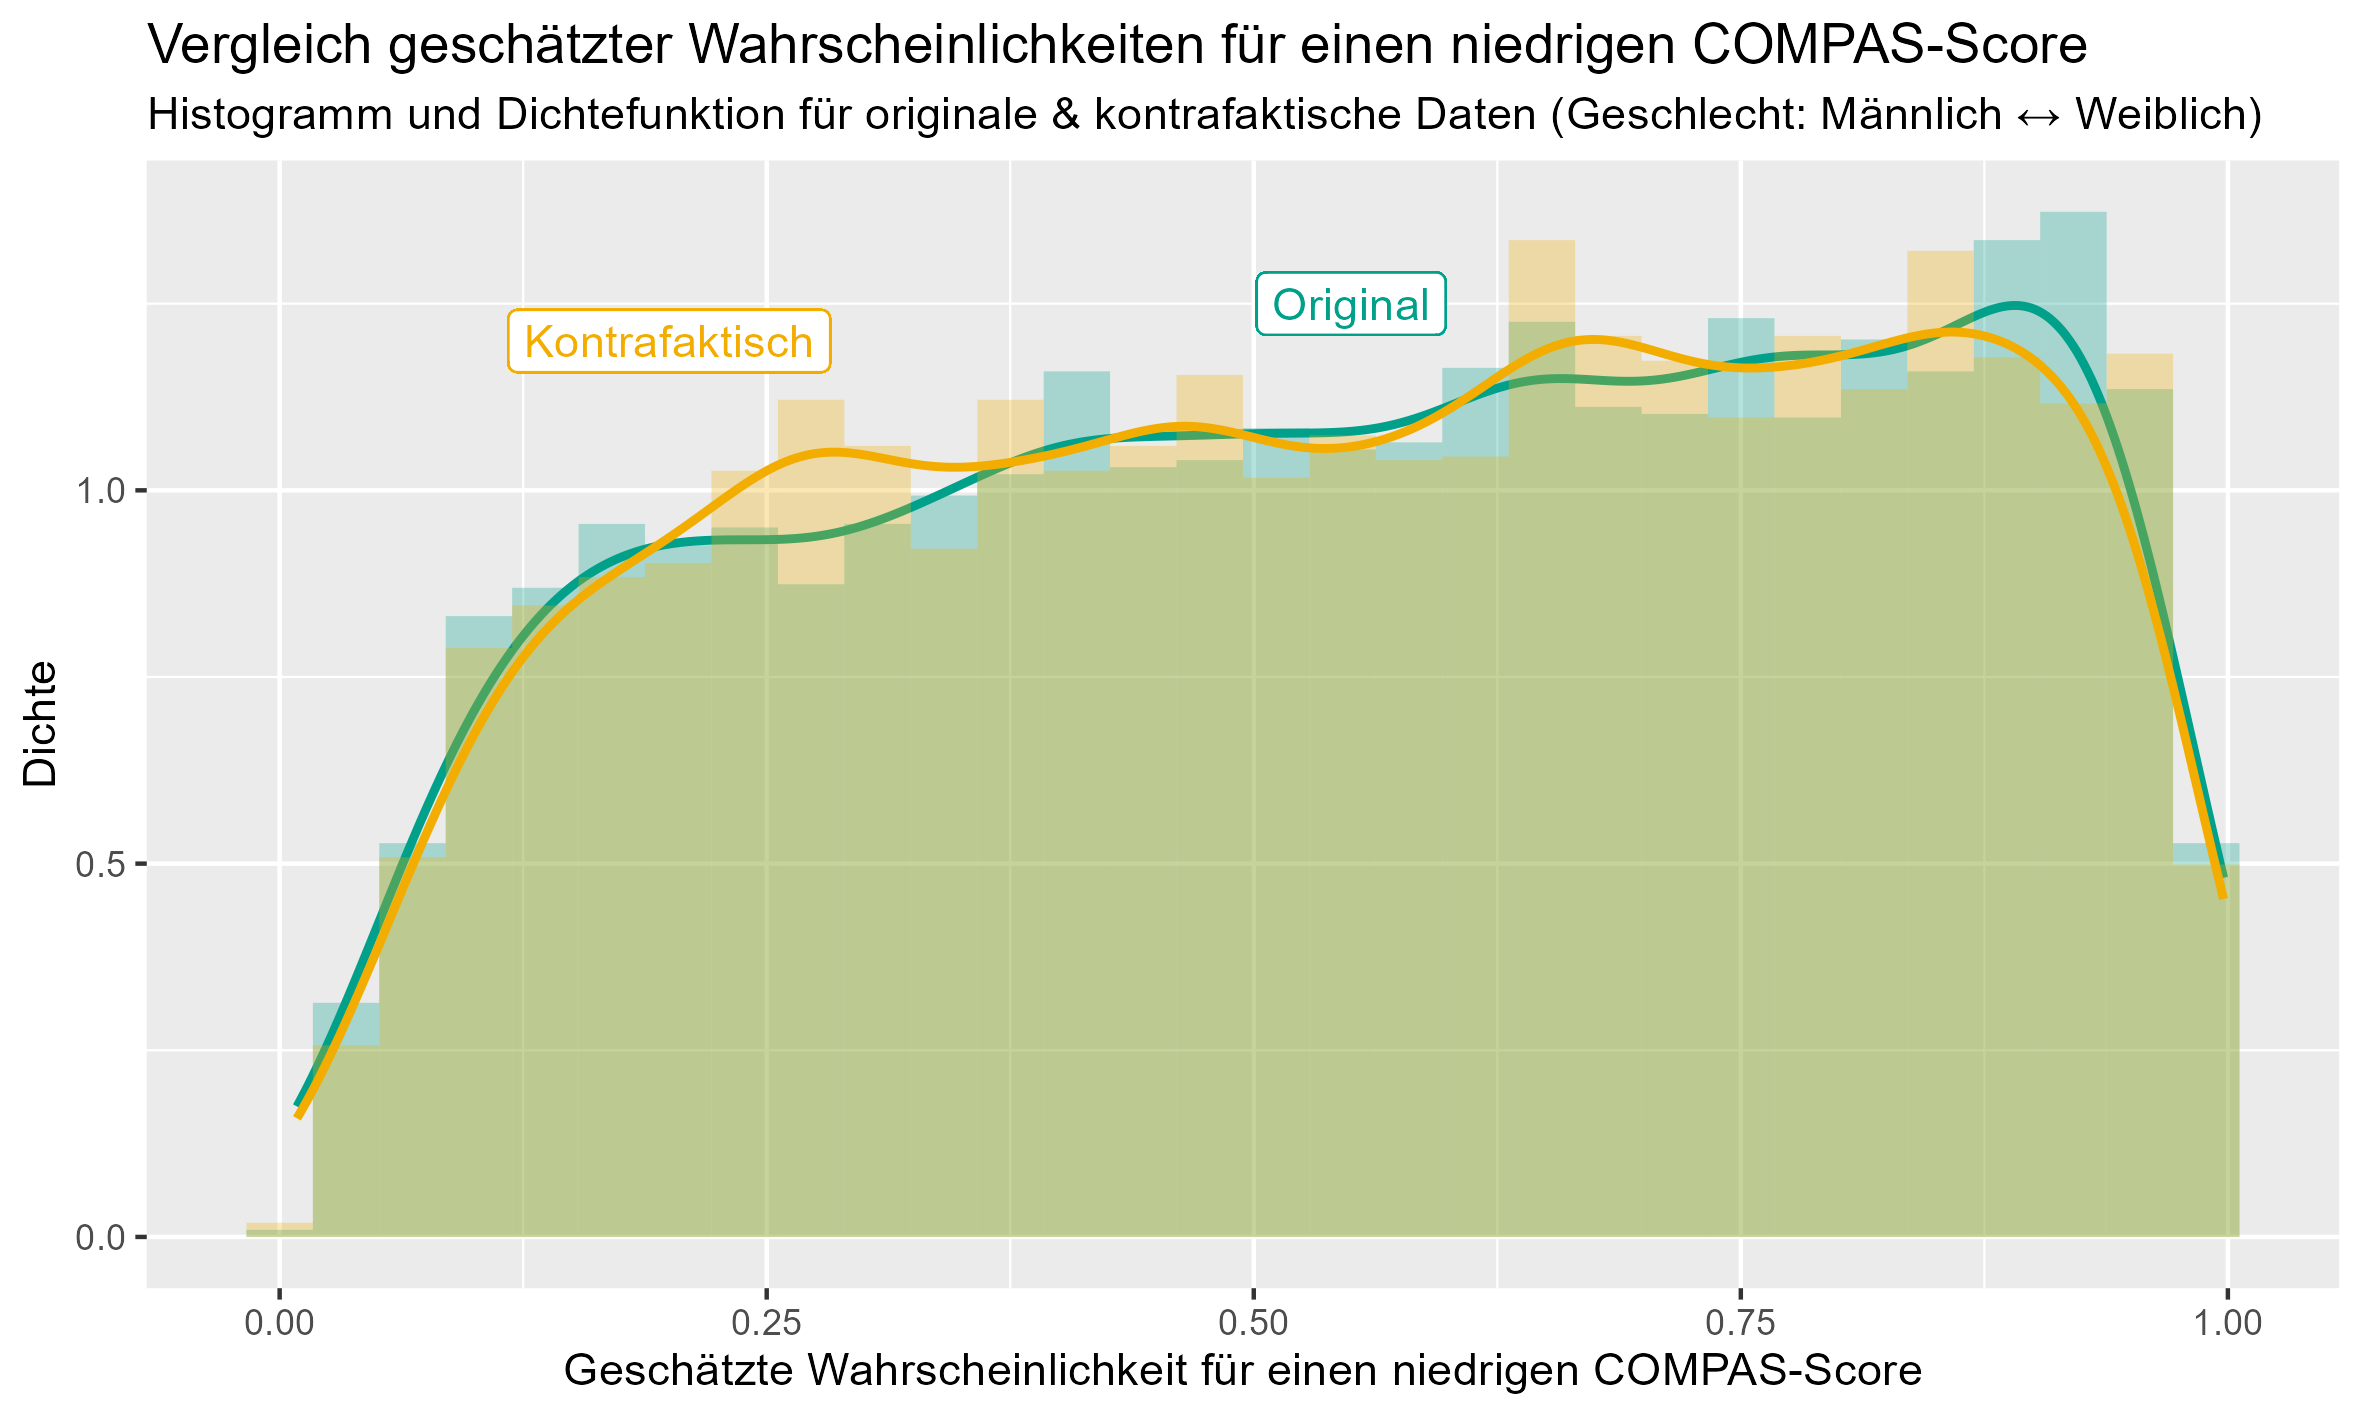 Vergleich geschätzter Wahrscheinlichkeiten für einen niedrigen COMPAS-Score
Histogramm und Dichtefunktion für originale & kontrafaktische Daten (Geschlecht: Männlich ↔ Weiblich)
Original
Kontrafaktisch
1.0
0.5
0.0
Dichte
0.00 0.25 0.50 0.75 1.00
Geschätzte Wahrscheinlichkeit für einen niedrigen COMPAS-Score